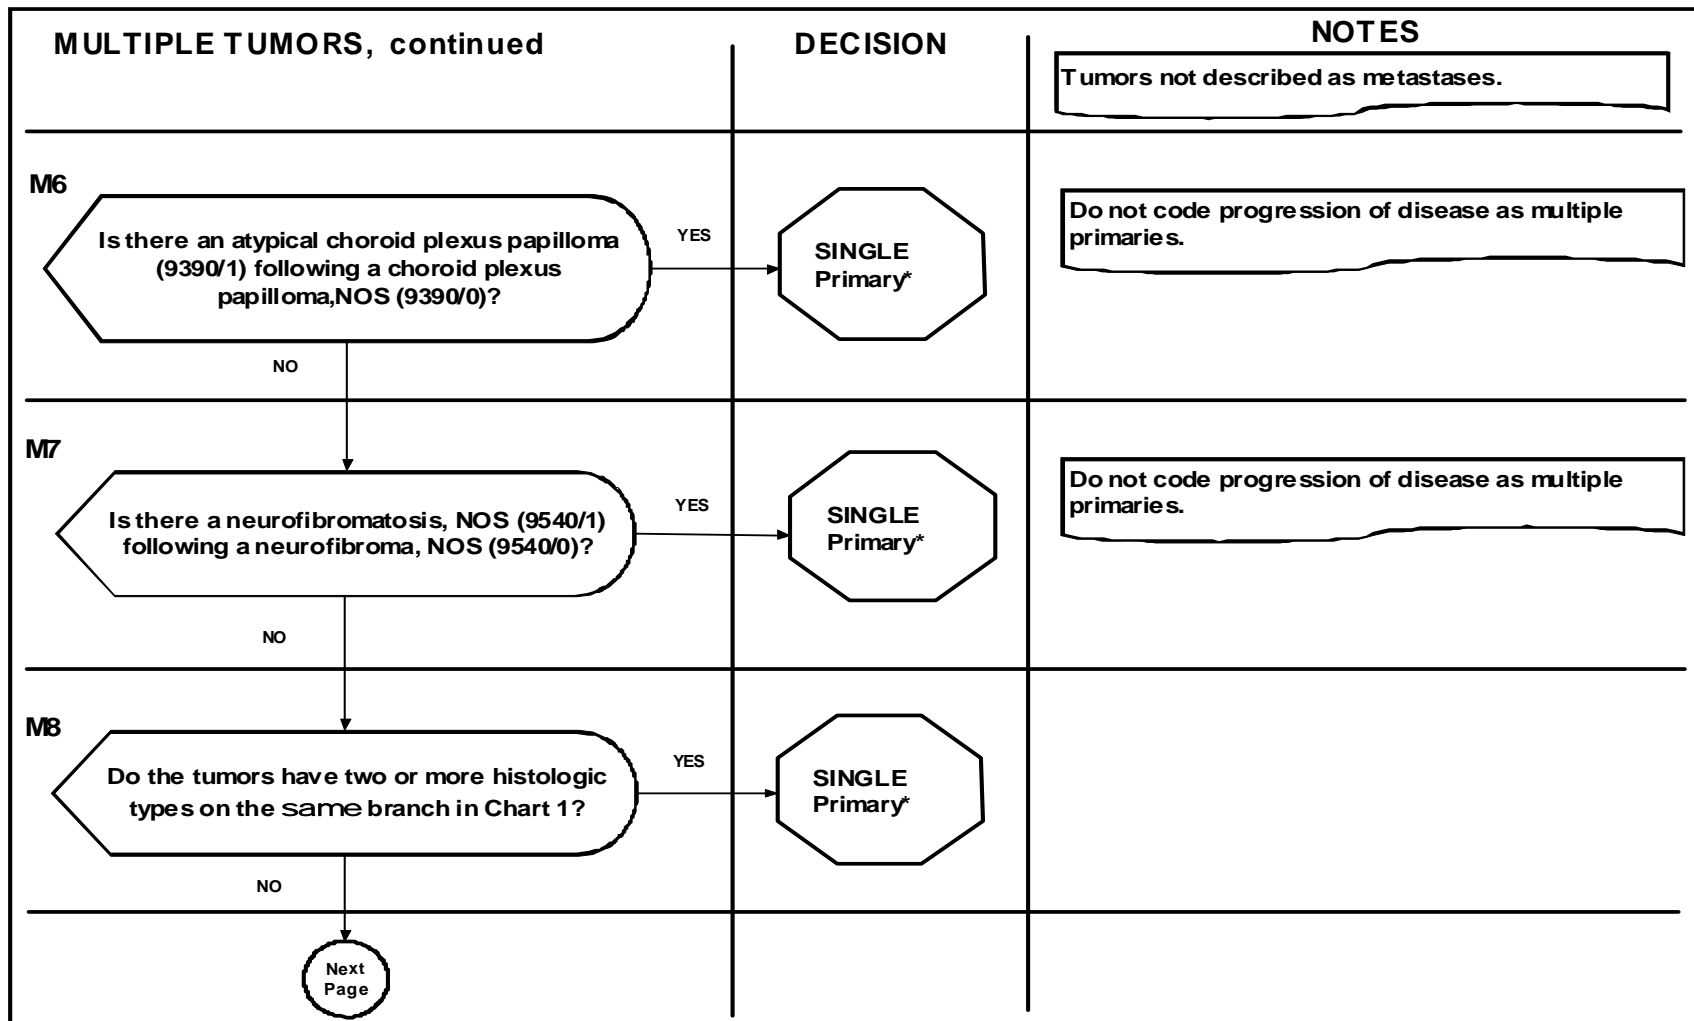 MULTIPLE TUMORS, continued
DECISION
NOTES
Tumors not described as metastases.
M6
Is there an atypical choroid plexus papilloma
(9390/1) following a choroid plexus
papilloma,NOS (9390/0)?
YES
SINGLE
Primary*
Do not code progression of disease as multiple
primaries.
NO
M7
Is there a neurofibromatosis, NOS (9540/1)
following a neurofibroma, NOS (9540/0)?
YES
SINGLE
Primary*
Do not code progression of disease as multiple
primaries.
NO
M8
Do the tumors have two or more histologic
types on the same branch in Chart 1?
YES
SINGLE
Primary*
NO
Next
Page